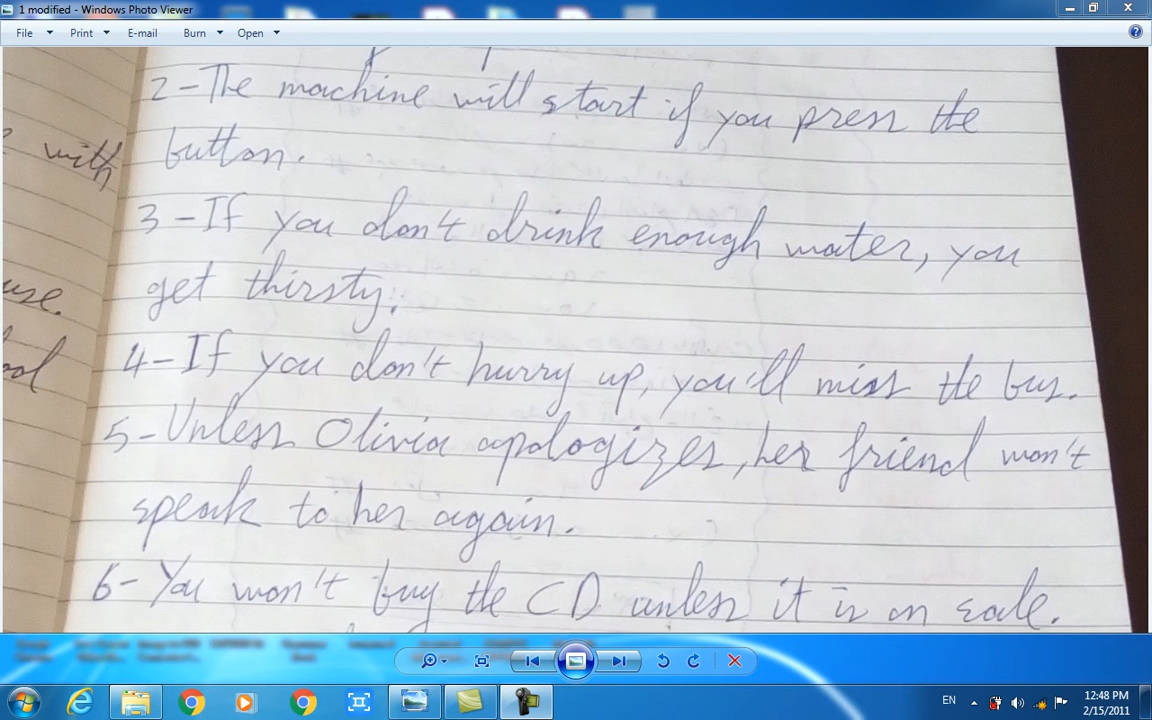 1 modified - Windows Photo Viewer
File Print E-mail Burn Open
2-The machine will start if you press the
with button.
3-If you don't drink enough water, you
get thirsty.
4-If you don't hurry up, you'll miss the bus.
5-Unless Olivia apologizes, her friend won't
speak to her again.
6-You won't buy the CD unless it is on sale.
EN
12:48 PM
2/15/2011